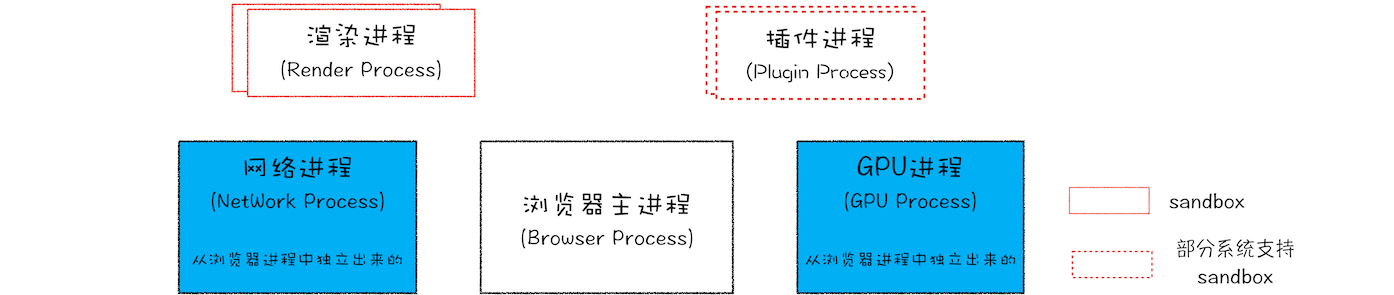 渲染进程
(Render Process)
插件进程
(Plugin Process)
网络进程
(NetWork Process)
从浏览器进程中独立出来的
浏览器主进程
(Browser Process)
GPU进程
(GPU Process)
从浏览器进程中独立出来的
sandbox
部分系统支持
sandbox